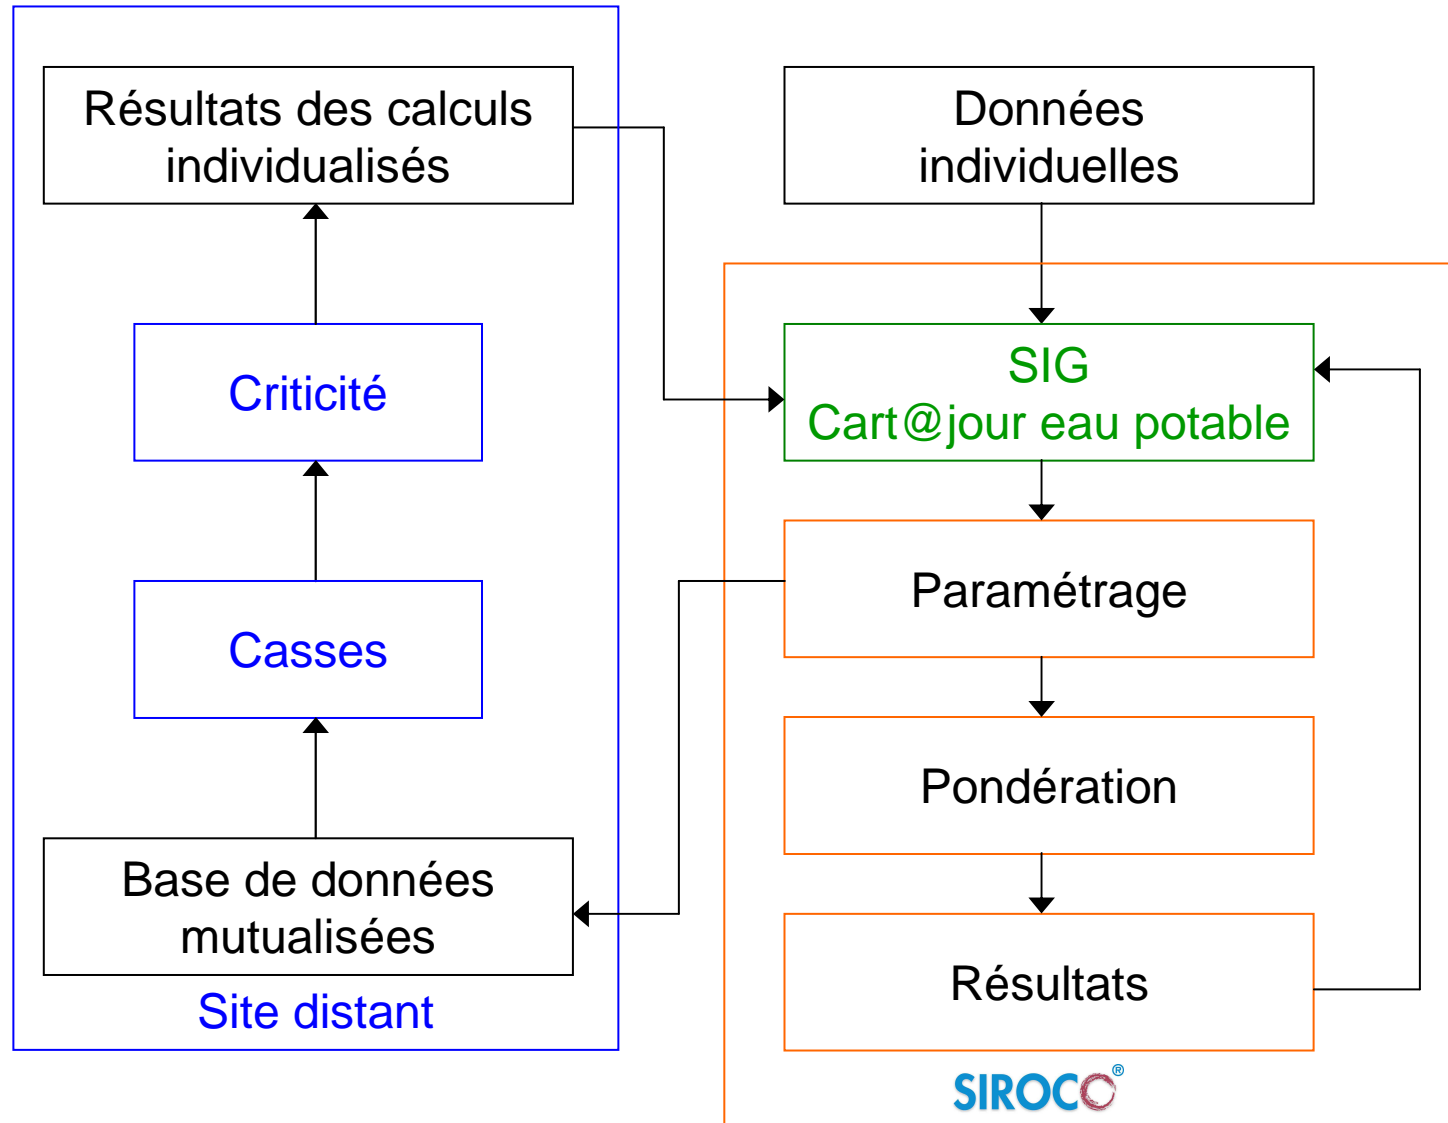 Résultats des calculs
individualisés
Criticité
Casses
Base de données
mutualisées
Site distant
Données
individuelles
SIG
Cart@jour eau potable
Paramétrage
Pondération
Résultats
SIROCO®